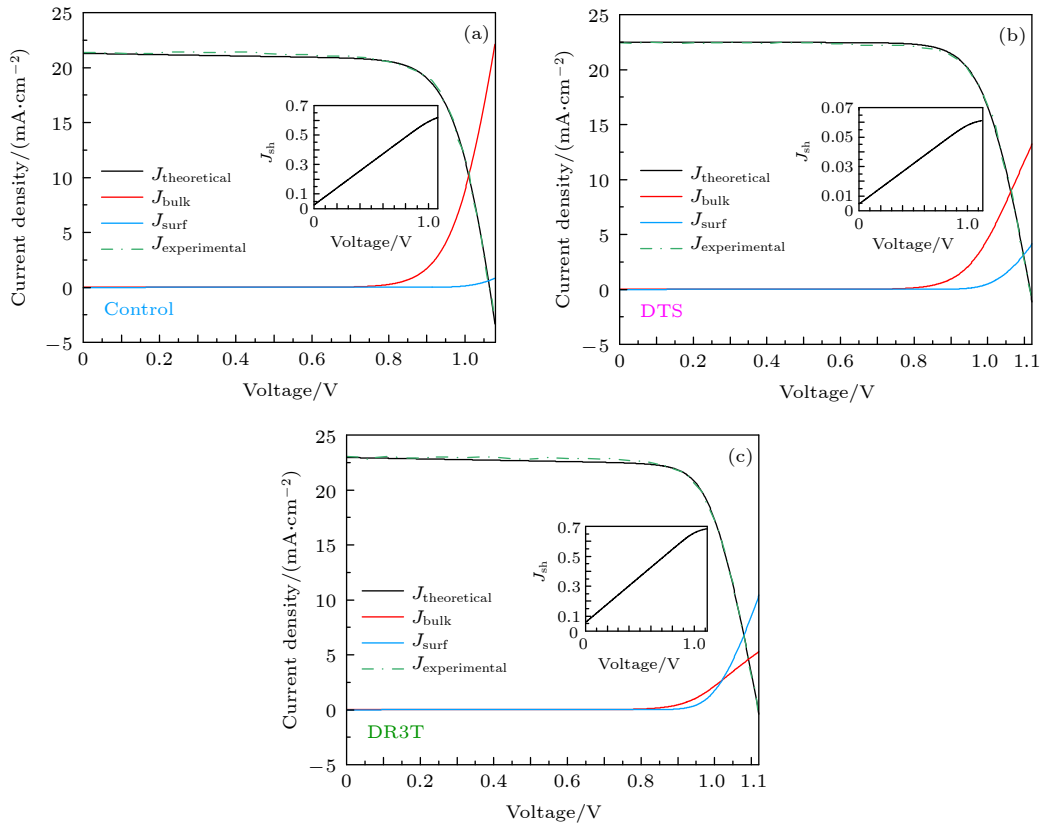 (a)
25
20
15
10
5
0
−5
Current density/(mA·cm−2)
0
0.2
0.4
0.6
0.8
1.0
Voltage/V
Jtheoretical
Jbulk
Jsurf
Jexperimental
Control
0.7
0.5
0.3
0.1
0
Jsh
0
1.0
Voltage/V
(b)
25
20
15
10
5
0
−5
Current density/(mA·cm−2)
0
0.2
0.4
0.6
0.8
1.0
1.1
Voltage/V
Jtheoretical
Jbulk
Jsurf
Jexperimental
DTS
0.07
0.05
0.03
0.01
0
Jsh
0
1.0
Voltage/V
(c)
25
20
15
10
5
0
−5
Current density/(mA·cm−2)
0
0.2
0.4
0.6
0.8
1.0
1.1
Voltage/V
Jtheoretical
Jbulk
Jsurf
Jexperimental
DR3T
0.7
0.5
0.3
0.1
0
Jsh
0
1.0
Voltage/V